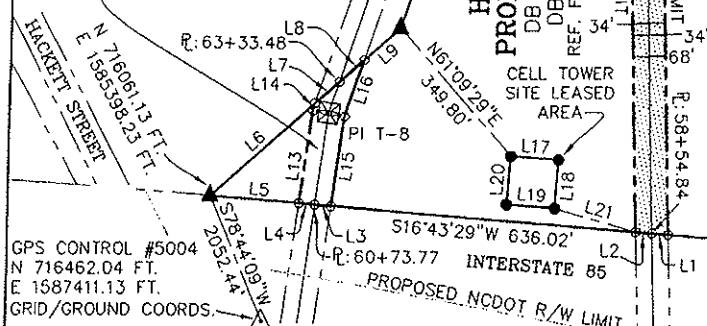 HACKETT STREET
N 716061.13 FT.
E 1585398.23 FT.
L8
P: 63+33.48
L7
L14
L9
L16
L6
PI T-8
L13
L15
L5
L4
L3
P: 60+73.77
S78°44'09"W
2052.44'
GPS CONTROL #5004
N 716462.04 FT.
E 1587411.13 FT.
GRID/GROUND COORDS.
N61°09'29"E
349.80'
PRO
DB
DB
REF. F
CELL TOWER
SITE LEASED
AREA
L17
L18
L20
L19
L21
S16°43'29"W 636.02'
INTERSTATE 85
PROPOSED NCDOT R/W LIMIT
34'
34'
68'
P: 58+54.84
L2
L1